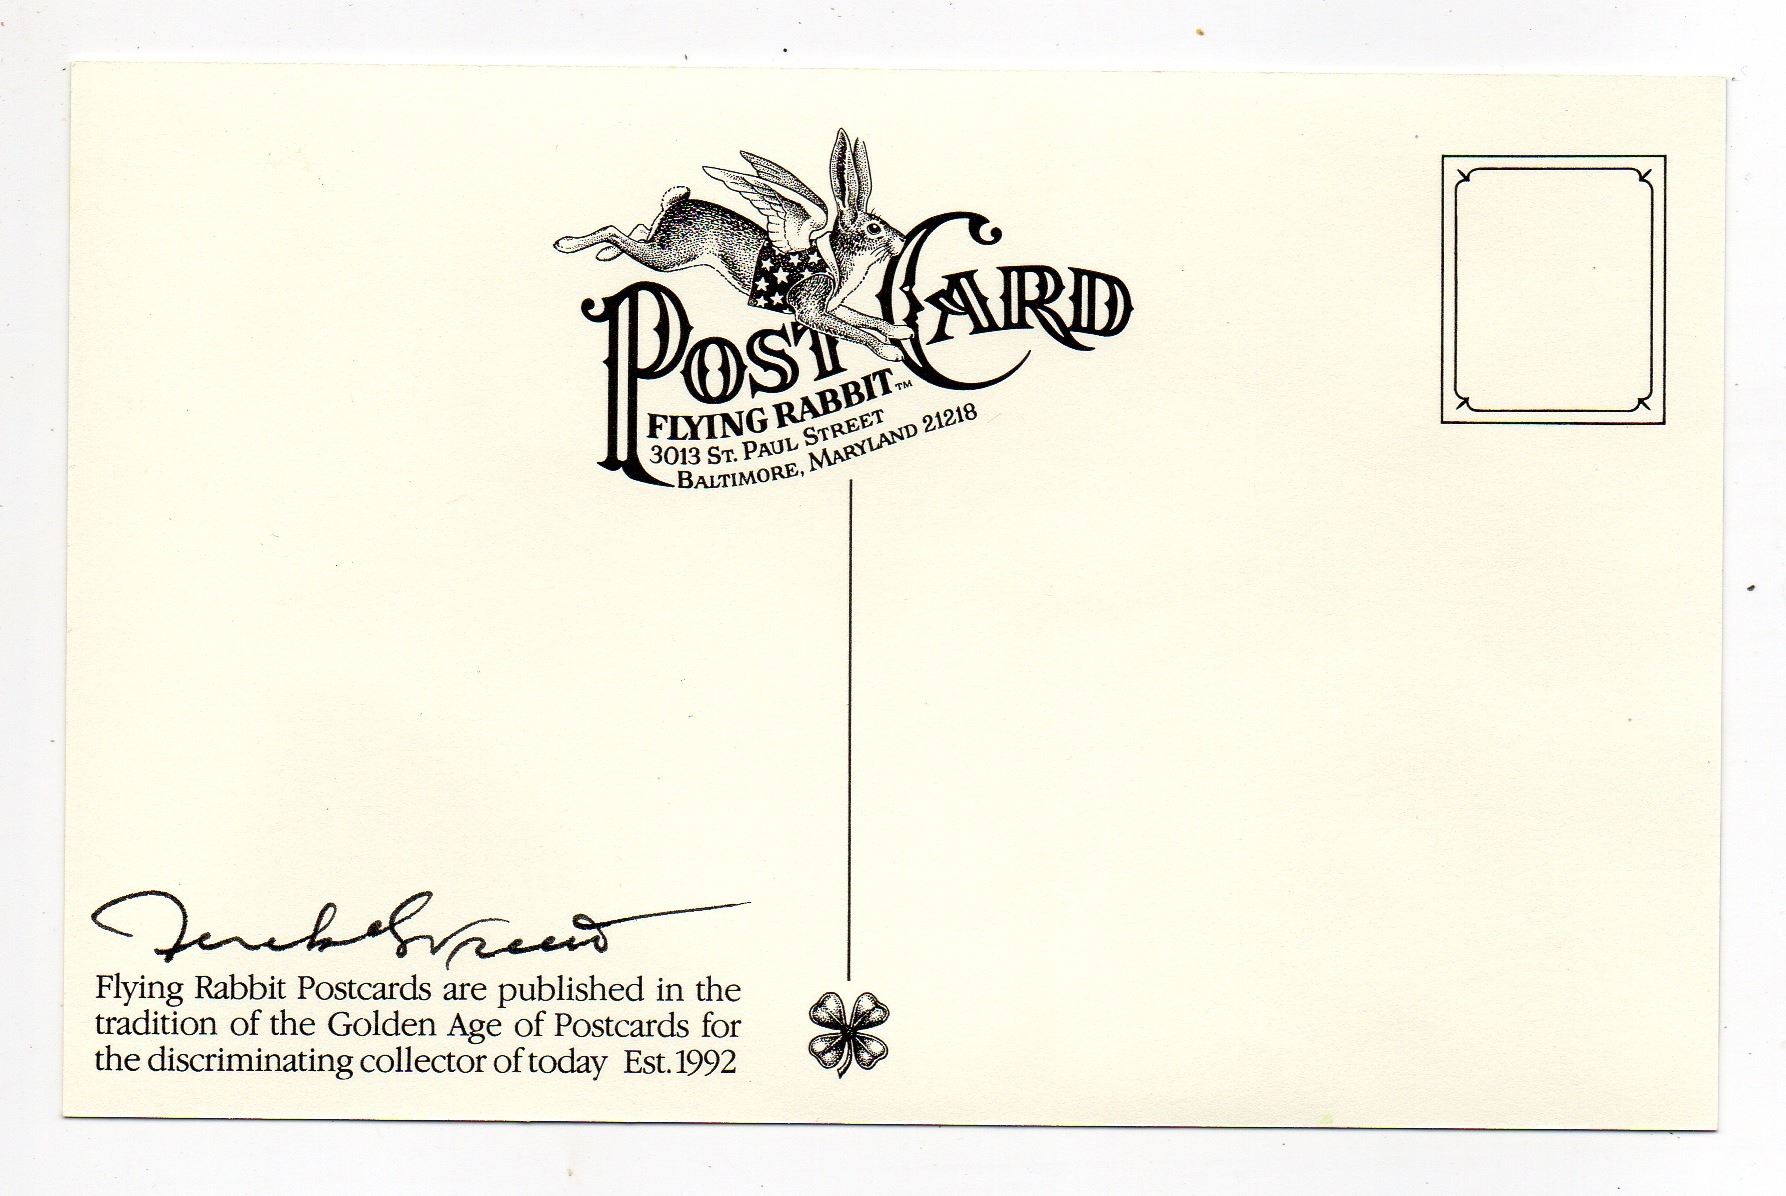 POST CARD
FLYING RABBIT™
3013 ST. PAUL STREET
BALTIMORE, MARYLAND 21218
Flying Rabbit Postcards are published in the
tradition of the Golden Age of Postcards for
the discriminating collector of today Est. 1992